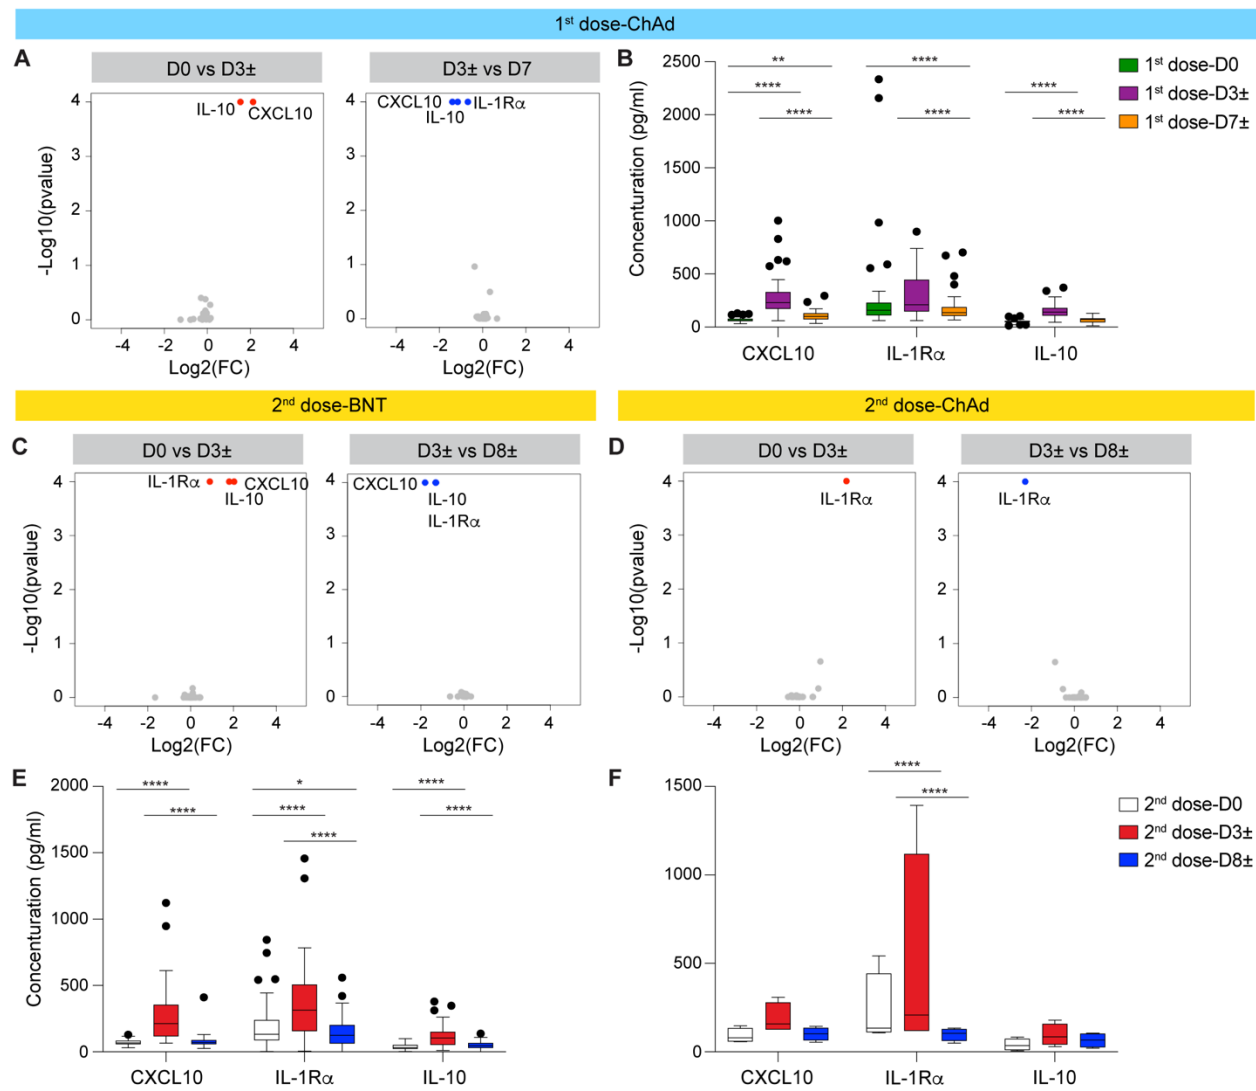 1st dose-ChAd
A
D0 vs D3±
D3± vs D7
-Log10(pvalue)
4
3
2
1
0
IL-10
CXCL10
-4 -2 0 2 4
Log2(FC)
4
3
2
1
0
CXCL10
IL-1Rα
IL-10
-4 -2 0 2 4
Log2(FC)
B
Concenturation (pg/ml)
2500
2000
1500
1000
500
0
**
****
****
****
****
****
****
CXCL10
IL-1Rα
IL-10
1st dose-D0
1st dose-D3±
1st dose-D7±
2nd dose-BNT
2nd dose-ChAd
C
D0 vs D3±
D3± vs D8±
-Log10(pvalue)
4
3
2
1
0
IL-1Rα
CXCL10
IL-10
-4 -2 0 2 4
Log2(FC)
4
3
2
1
0
CXCL10
IL-10
IL-1Rα
-4 -2 0 2 4
Log2(FC)
D
D0 vs D3±
D3± vs D8±
-Log10(pvalue)
4
3
2
1
0
IL-1Rα
-4 -2 0 2 4
Log2(FC)
4
3
2
1
0
IL-1Rα
-4 -2 0 2 4
Log2(FC)
E
Concenturation (pg/ml)
2000
1500
1000
500
0
****
****
*
****
****
****
****
CXCL10
IL-1Rα
IL-10
F
1500
1000
500
0
****
****
CXCL10
IL-1Rα
IL-10
2nd dose-D0
2nd dose-D3±
2nd dose-D8±